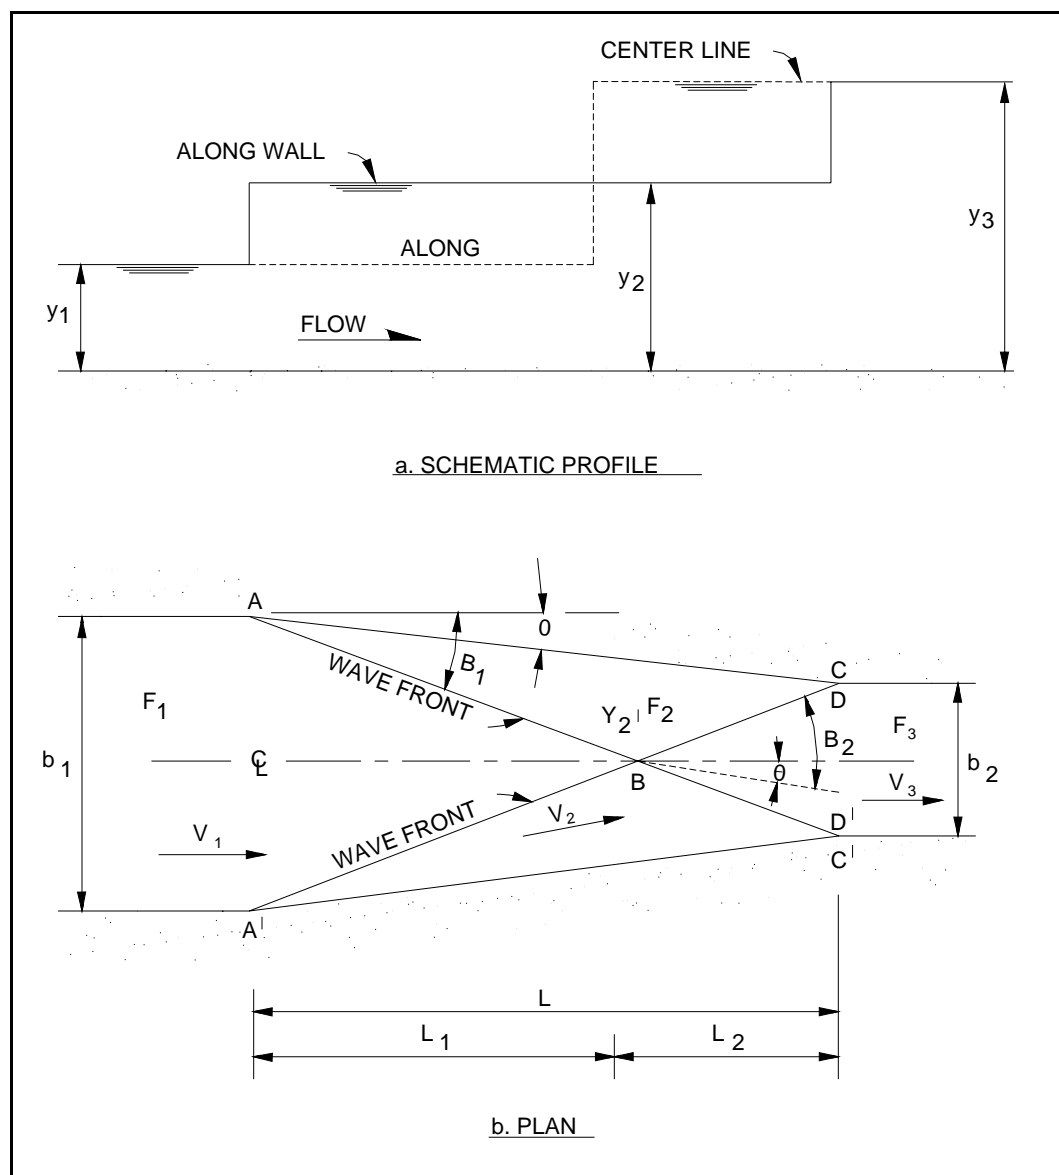 CENTER LINE
ALONG WALL
y3
ALONG
y2
y1
FLOW
a. SCHEMATIC PROFILE
A
0
B1
WAVE FRONT
C
D
F1
Y2 F2
F3
B2
b1
CL
B
θ
b2
V3
V2
V1
WAVE FRONT
D'
C'
A'
L
L1
L2
b. PLAN